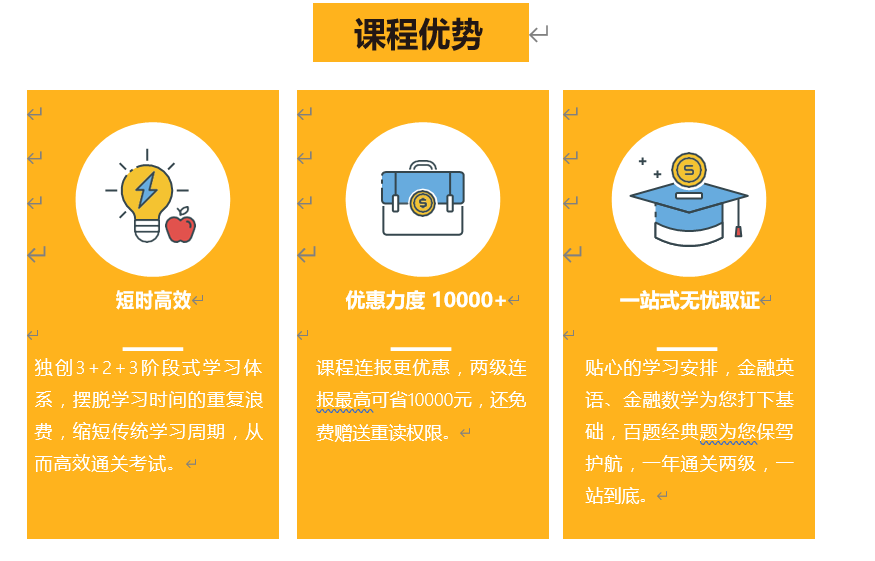 课程优势
短时高效
独创3+2+3阶段式学习体
系，摆脱学习时间的重复浪
费，缩短传统学习周期，从
而高效通关考试。
优惠力度 10000+
课程连报更优惠，两级连
报最高可省10000元，还免
费赠送重读权限。
一站式无忧取证
贴心的学习安排，金融英
语、金融数学为您打下基
础，百题经典题为您保驾
护航，一年通关两级，一
站到底。